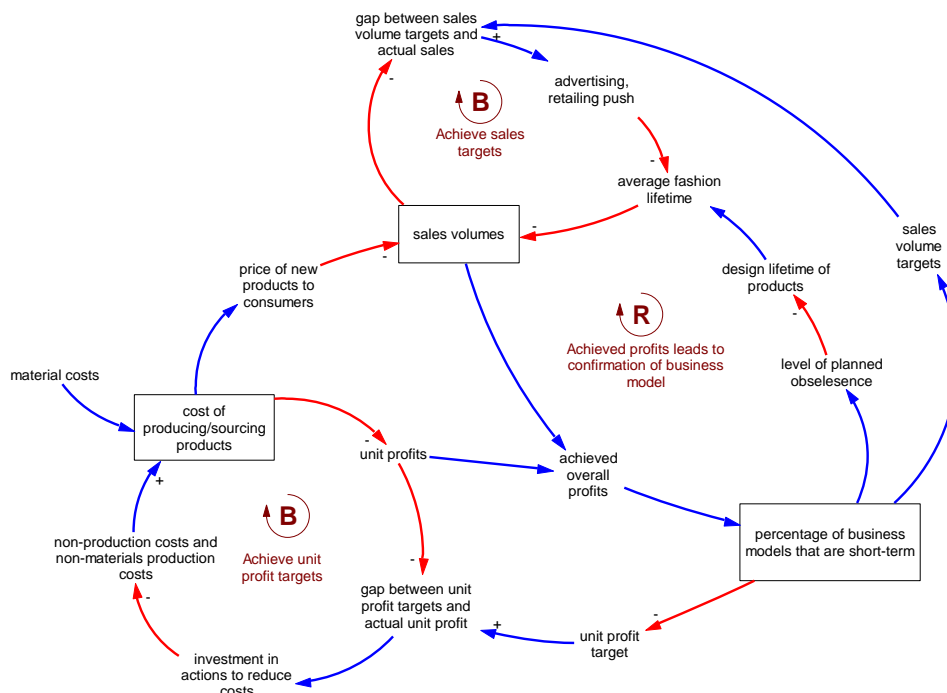 gap between sales
volume targets and
actual sales
+
-
advertising,
retailing push
B
Achieve sales
targets
-
average fashion
lifetime
sales volumes
-
-
sales
volume
targets
price of new
products to
consumers
design lifetime of
products
-
R
Achieved profits leads to
confirmation of business
model
level of planned
obselesence
material costs
cost of
producing/sourcing
products
-
unit profits
achieved
overall
profits
+
B
Achieve unit
profit targets
non-production costs and
non-materials production
costs
-
-
percentage of business
models that are short-term
gap between unit
profit targets and
actual unit profit
+
-
unit profit
target
investment in
actions to reduce
costs